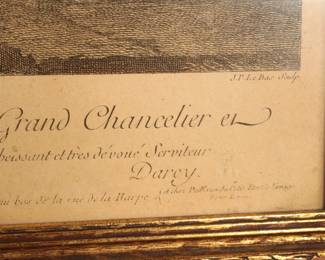 J.P. Le Bas Sculp.
Grand Chancelier et
beissant et tres dévoué Serviteur
Darcy.
au bas de la rue de la Harpe